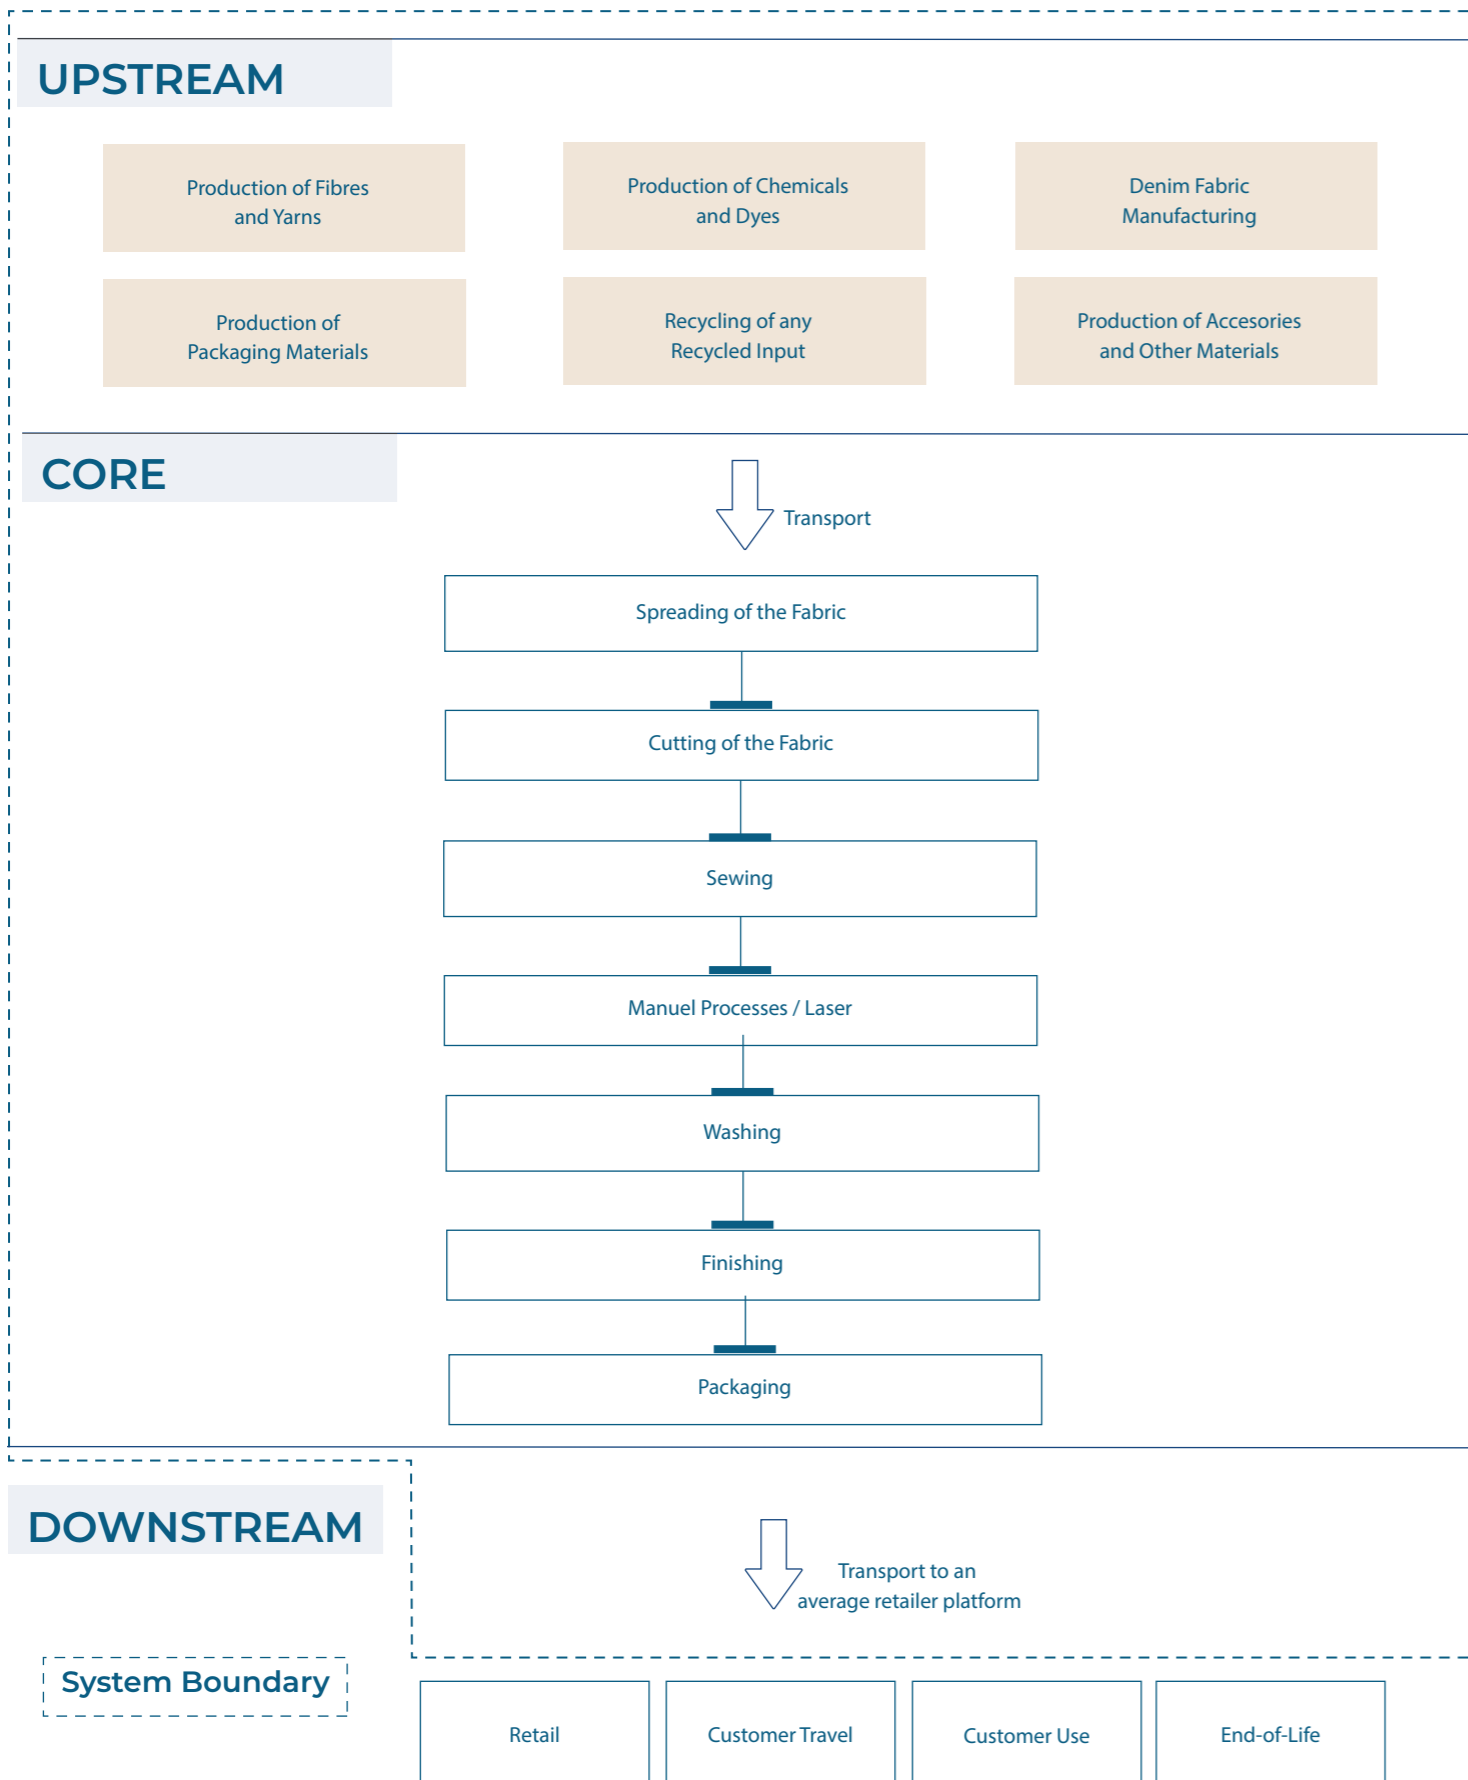 UPSTREAM
Production of Fibres
and Yarns
Production of Chemicals
and Dyes
Denim Fabric
Manufacturing
Production of
Packaging Materials
Recycling of any
Recycled Input
Production of Accesories
and Other Materials
CORE
Transport
Spreading of the Fabric
Cutting of the Fabric
Sewing
Manuel Processes / Laser
Washing
Finishing
Packaging
DOWNSTREAM
Transport to an
average retailer platform
System Boundary
Retail
Customer Travel
Customer Use
End-of-Life